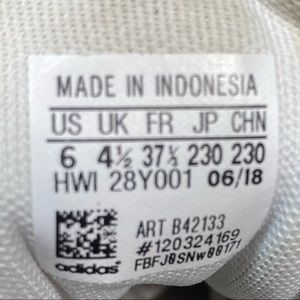 MADE IN INDONESIA
US UK FR JP CHN
6 4½ 37⅓ 230 230
HWI 28Y001 06/18
ART B42133
#120324169
FBFJ0SNw00171
adidas